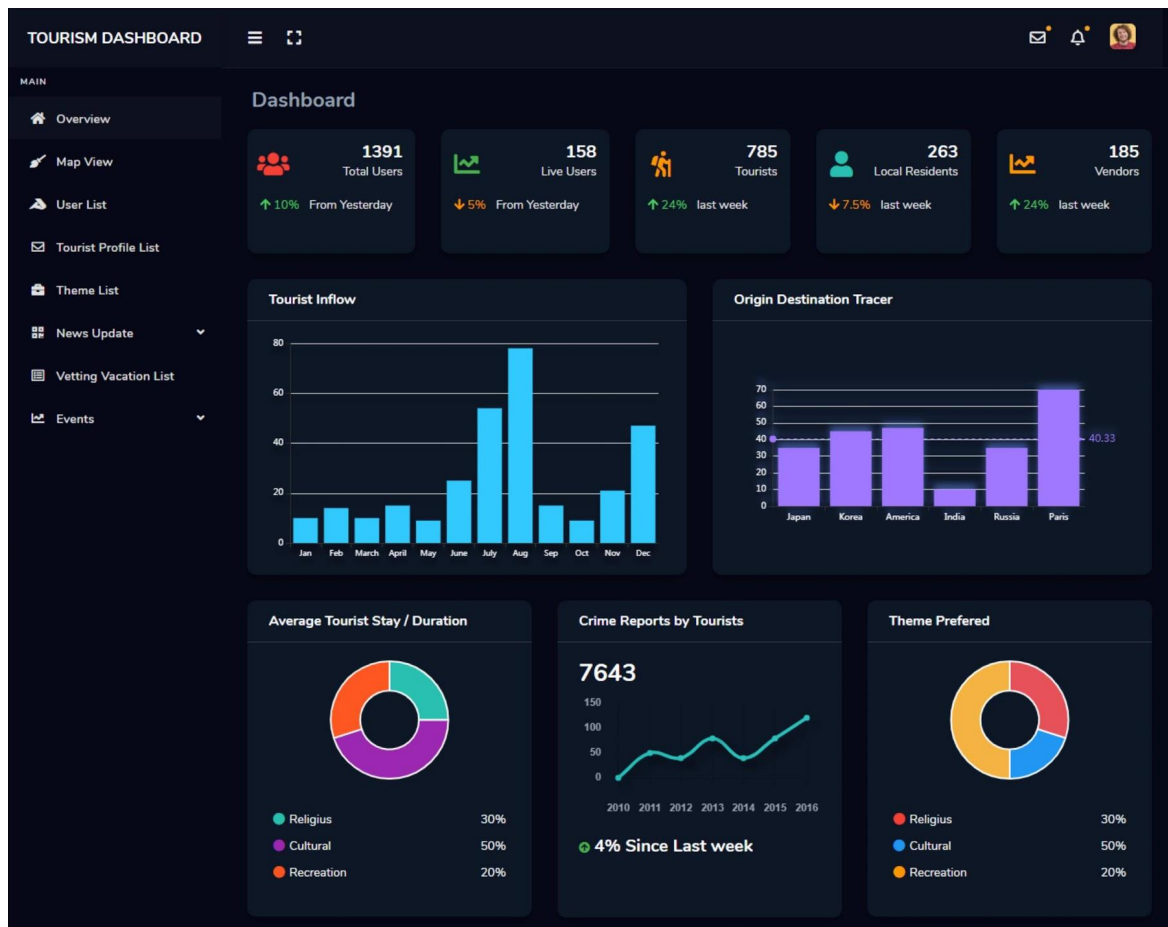 TOURISM DASHBOARD
MAIN
Overview
Map View
User List
Tourist Profile List
Theme List
News Update
Vetting Vacation List
Events
Dashboard
1391
Total Users
10% From Yesterday
158
Live Users
5% From Yesterday
785
Tourists
24% last week
263
Local Residents
7.5% last week
185
Vendors
24% last week
Tourist Inflow
80
60
40
20
0
Jan Feb March April May June July Aug Sep Oct Nov Dec
Origin Destination Tracer
70
60
50
40
30
20
10
0
40.33
Japan Korea America India Russia Paris
Average Tourist Stay / Duration
Religius 30%
Cultural 50%
Recreation 20%
Crime Reports by Tourists
7643
150
100
50
0
2010 2011 2012 2013 2014 2015 2016
4% Since Last week
Theme Prefered
Religius 30%
Cultural 50%
Recreation 20%